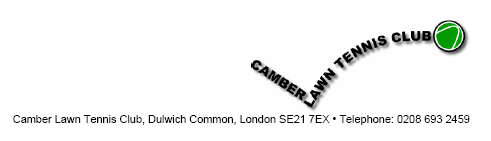 CAMBER LAWN TENNIS CLUB
Camber Lawn Tennis Club, Dulwich Common, London SE21 7EX • Telephone: 0208 693 2459